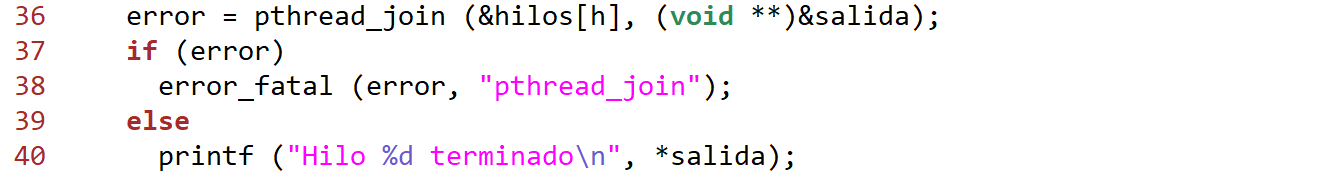 36     error = pthread_join (&hilos[h], (void **)&salida);
37     if (error)
38       error_fatal (error, "pthread_join");
39     else
40       printf ("Hilo %d terminado\n", *salida);